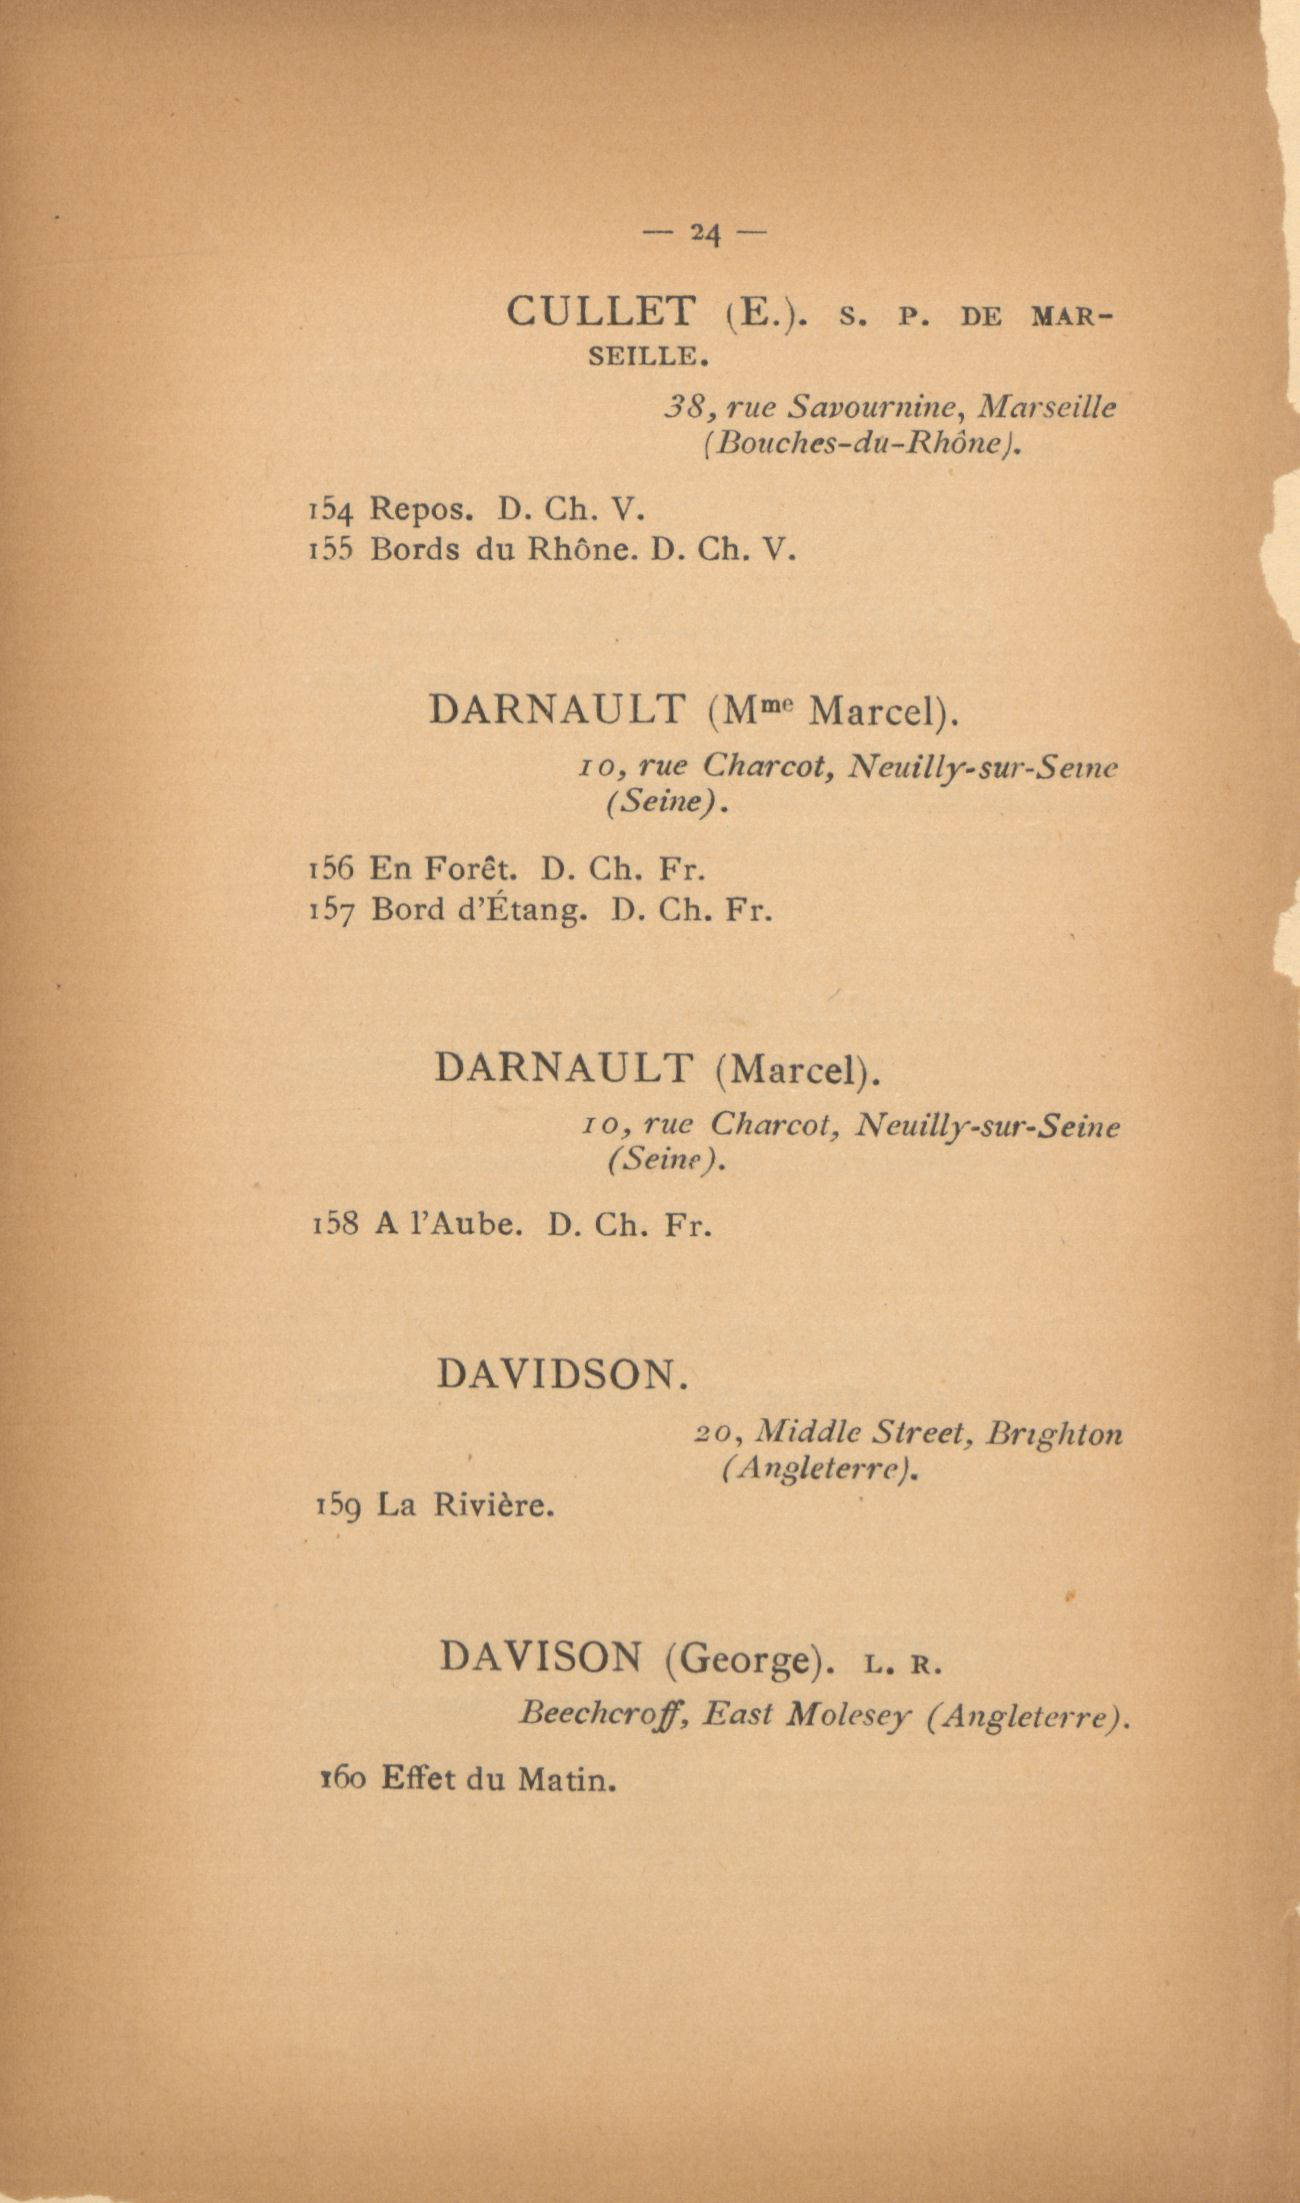 — 24 —
CULLET (E.). S. P. DE MAR-
SEILLE.
38, rue Savournine, Marseille
(Bouches-du-Rhône).
154 Repos. D. Ch. V.
155 Bords du Rhône. D. Ch. V.
DARNAULT (Mme Marcel).
10, rue Charcot, Neuilly-sur-Seine
(Seine).
156 En Forêt. D. Ch. Fr.
157 Bord d'Étang. D. Ch. Fr.
DARNAULT (Marcel).
10, rue Charcot, Neuilly-sur-Seine
(Seine).
158 A l'Aube. D. Ch. Fr.
DAVIDSON.
20, Middle Street, Brighton
(Angleterre).
159 La Rivière.
DAVISON (George). L. R.
Beechcroff, East Molesey (Angleterre).
160 Effet du Matin.